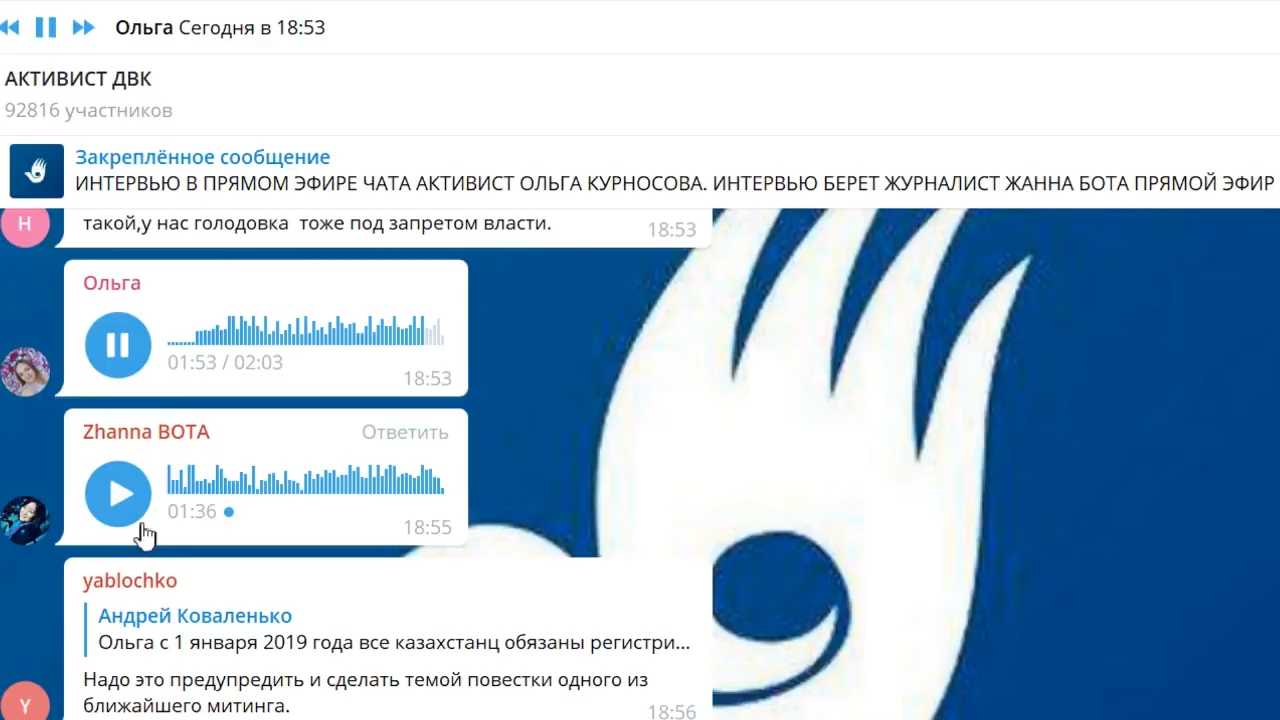 Ольга Сегодня в 18:53
АКТИВИСТ ДВК
92816 участников
Закреплённое сообщение
ИНТЕРВЬЮ В ПРЯМОМ ЭФИРЕ ЧАТА АКТИВИСТ ОЛЬГА КУРНОСОВА. ИНТЕРВЬЮ БЕРЕТ ЖУРНАЛИСТ ЖАННА БОТА ПРЯМОЙ ЭФИР
Н
такой,у нас голодовка тоже под запретом власти.
18:53
Ольга
01:53 / 02:03
18:53
Zhanna BOTA Ответить
01:36
18:55
yablochko
Андрей Коваленько
Ольга с 1 января 2019 года все казахстанц обязаны регистри...
Надо это предупредить и сделать темой повестки одного из
ближайшего митинга.
18:56
Y